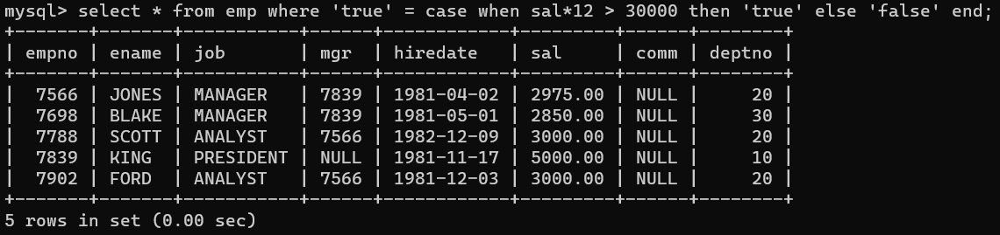 mysql> select * from emp where 'true' = case when sal*12 > 30000 then 'true' else 'false' end;
+-------+-------+-----------+------+------------+---------+------+--------+
| empno | ename | job       | mgr  | hiredate   | sal     | comm | deptno |
+-------+-------+-----------+------+------------+---------+------+--------+
|  7566 | JONES | MANAGER   | 7839 | 1981-04-02 | 2975.00 | NULL |     20 |
|  7698 | BLAKE | MANAGER   | 7839 | 1981-05-01 | 2850.00 | NULL |     30 |
|  7788 | SCOTT | ANALYST   | 7566 | 1982-12-09 | 3000.00 | NULL |     20 |
|  7839 | KING  | PRESIDENT | NULL | 1981-11-17 | 5000.00 | NULL |     10 |
|  7902 | FORD  | ANALYST   | 7566 | 1981-12-03 | 3000.00 | NULL |     20 |
+-------+-------+-----------+------+------------+---------+------+--------+
5 rows in set (0.00 sec)